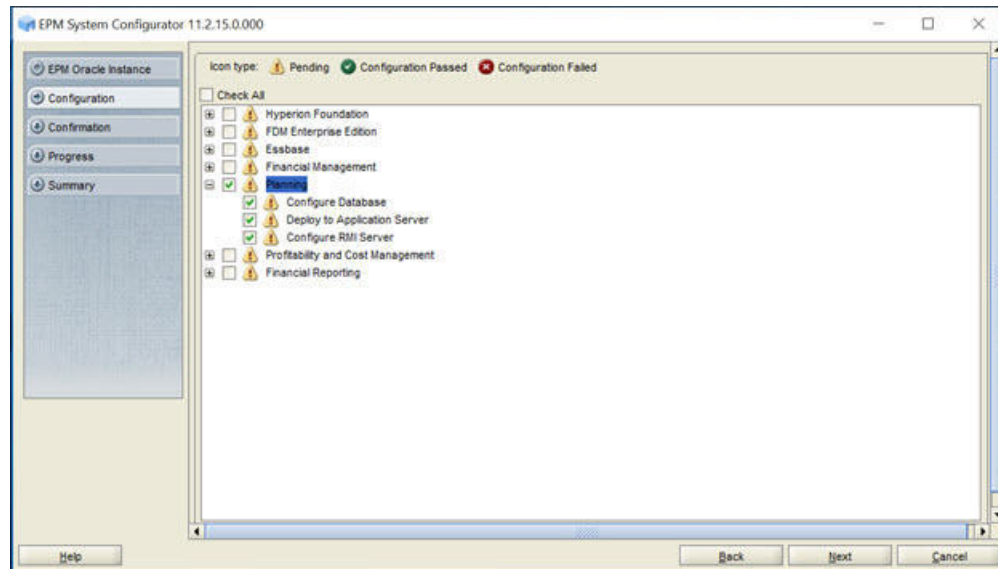 EPM System Configurator 11.2.15.0.000
EPM Oracle Instance
Configuration
Confirmation
Progress
Summary
Icon type: Pending Configuration Passed Configuration Failed
Check All
Hyperion Foundation
FDM Enterprise Edition
Essbase
Financial Management
Planning
Configure Database
Deploy to Application Server
Configure RMI Server
Profitability and Cost Management
Financial Reporting
Help Back Next Cancel